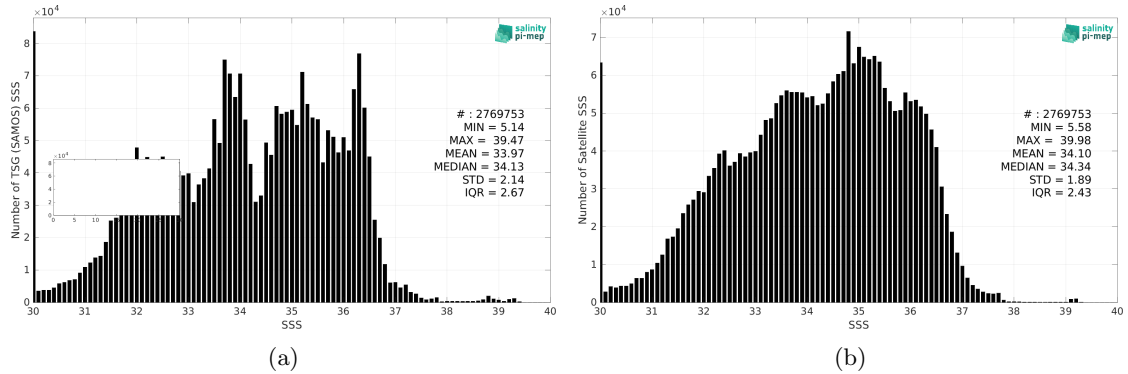 ×10⁴
8
7
6
5
4
3
2
1
0
Number of TSG (SAMOS) SSS
salinity
pi-mep
# : 2769753
MIN = 5.14
MAX = 39.47
MEAN = 33.97
MEDIAN = 34.13
STD = 2.14
IQR = 2.67
×10⁴
8
6
4
2
0
0 5 10
30 31 32 33 34 35 36 37 38 39 40
SSS
(a)
×10⁴
7
6
5
4
3
2
1
0
Number of Satellite SSS
salinity
pi-mep
# : 2769753
MIN = 5.58
MAX = 39.98
MEAN = 34.10
MEDIAN = 34.34
STD = 1.89
IQR = 2.43
30 31 32 33 34 35 36 37 38 39 40
SSS
(b)